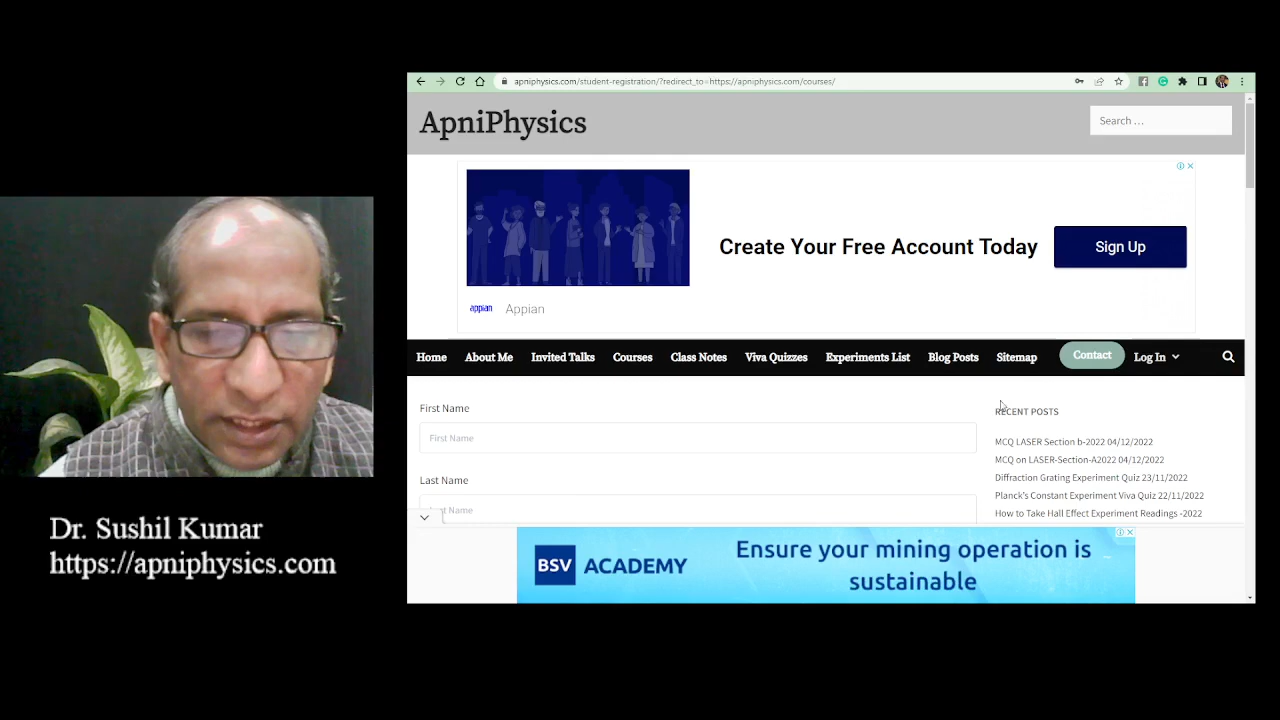 apniphysics.com/student-registration/?redirect_to=https://apniphysics.com/courses/
ApniPhysics
Search …
Create Your Free Account Today
Sign Up
appian
Appian
Home
About Me
Invited Talks
Courses
Class Notes
Viva Quizzes
Experiments List
Blog Posts
Sitemap
Contact
Log In
First Name
First Name
Last Name
Last Name
RECENT POSTS
MCQ LASER Section b-2022 04/12/2022
MCQ on LASER-Section-A2022 04/12/2022
Diffraction Grating Experiment Quiz 23/11/2022
Planck's Constant Experiment Viva Quiz 22/11/2022
How to Take Hall Effect Experiment Readings -2022
BSV
ACADEMY
Ensure your mining operation is
sustainable
Dr. Sushil Kumar
https://apniphysics.com